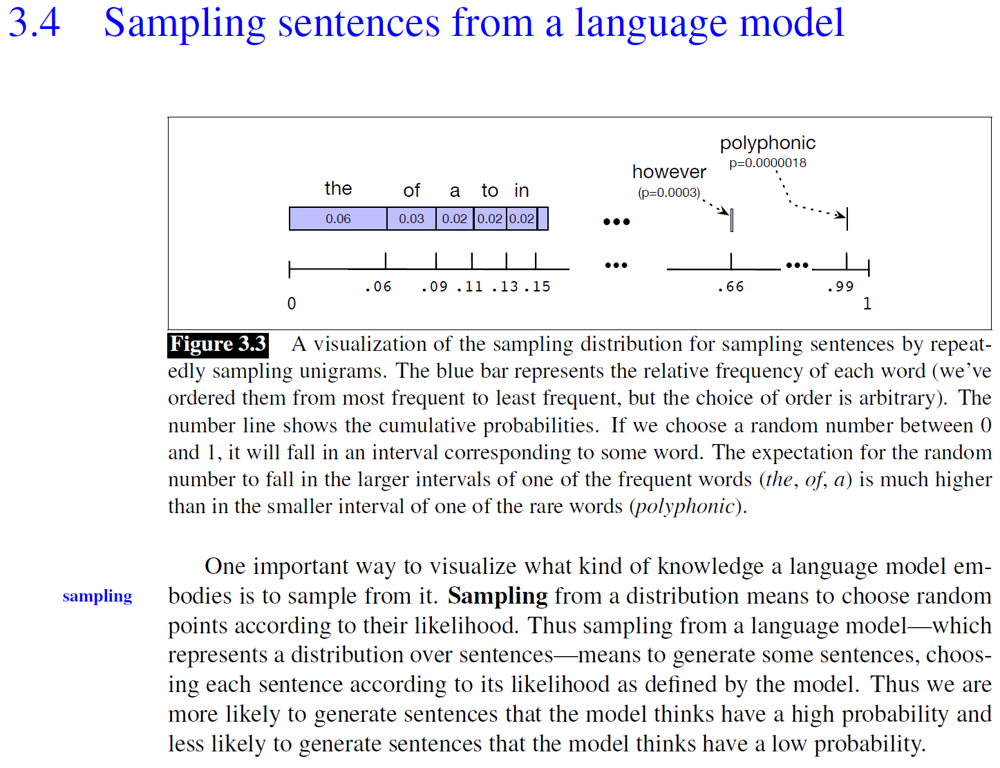 3.4 Sampling sentences from a language model
polyphonic
p=0.0000018
however
(p=0.0003)
the of a to in
0.06 0.03 0.02 0.02 0.02
•••
••• •••
.06 .09 .11 .13 .15 .66 .99
0 1
Figure 3.3 A visualization of the sampling distribution for sampling sentences by repeat-
edly sampling unigrams. The blue bar represents the relative frequency of each word (we've
ordered them from most frequent to least frequent, but the choice of order is arbitrary). The
number line shows the cumulative probabilities. If we choose a random number between 0
and 1, it will fall in an interval corresponding to some word. The expectation for the random
number to fall in the larger intervals of one of the frequent words (the, of, a) is much higher
than in the smaller interval of one of the rare words (polyphonic).
One important way to visualize what kind of knowledge a language model em-
sampling bodies is to sample from it. Sampling from a distribution means to choose random
points according to their likelihood. Thus sampling from a language model—which
represents a distribution over sentences—means to generate some sentences, choos-
ing each sentence according to its likelihood as defined by the model. Thus we are
more likely to generate sentences that the model thinks have a high probability and
less likely to generate sentences that the model thinks have a low probability.